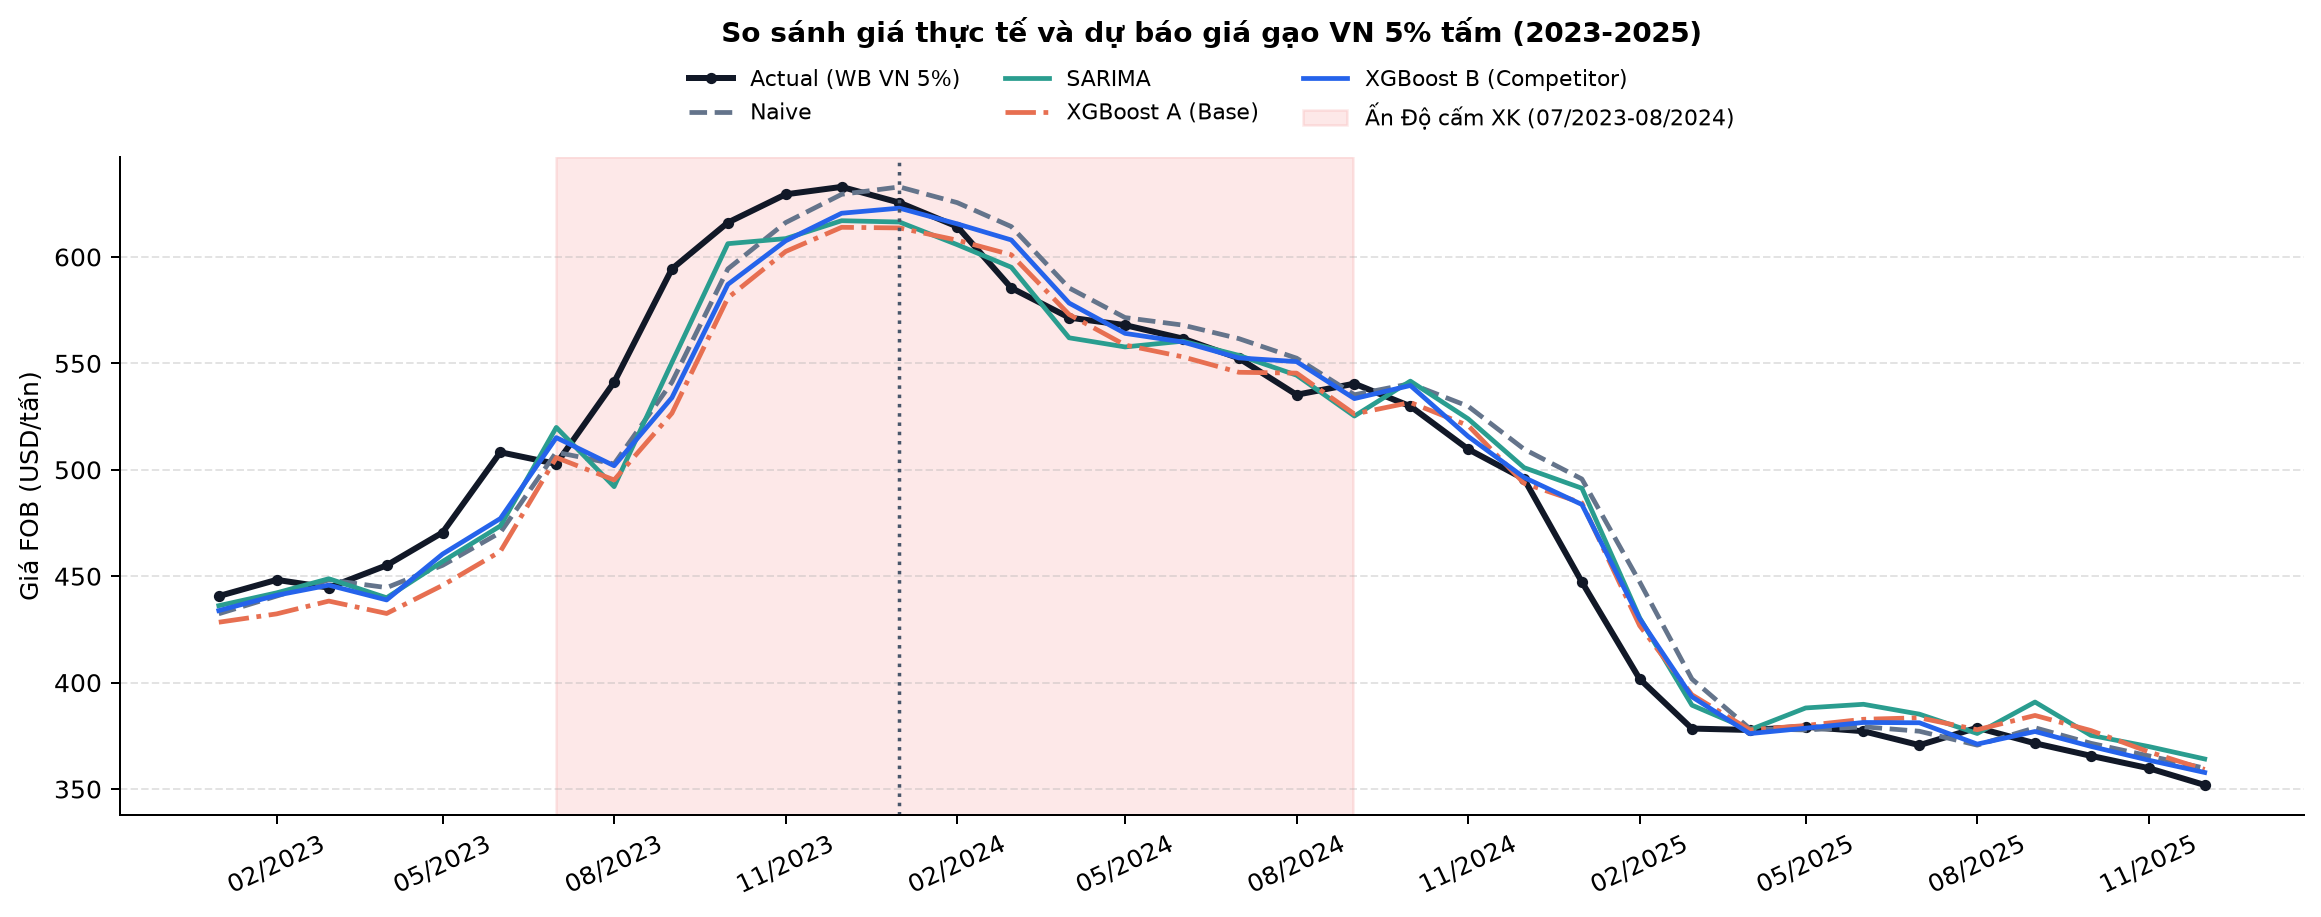 So sánh giá thực tế và dự báo giá gạo VN 5% tấm (2023-2025)
Actual (WB VN 5%)
Naive
SARIMA
XGBoost A (Base)
XGBoost B (Competitor)
Ấn Độ cấm XK (07/2023-08/2024)
Giá FOB (USD/tấn)
600
550
500
450
400
350
02/2023
05/2023
08/2023
11/2023
02/2024
05/2024
08/2024
11/2024
02/2025
05/2025
08/2025
11/2025